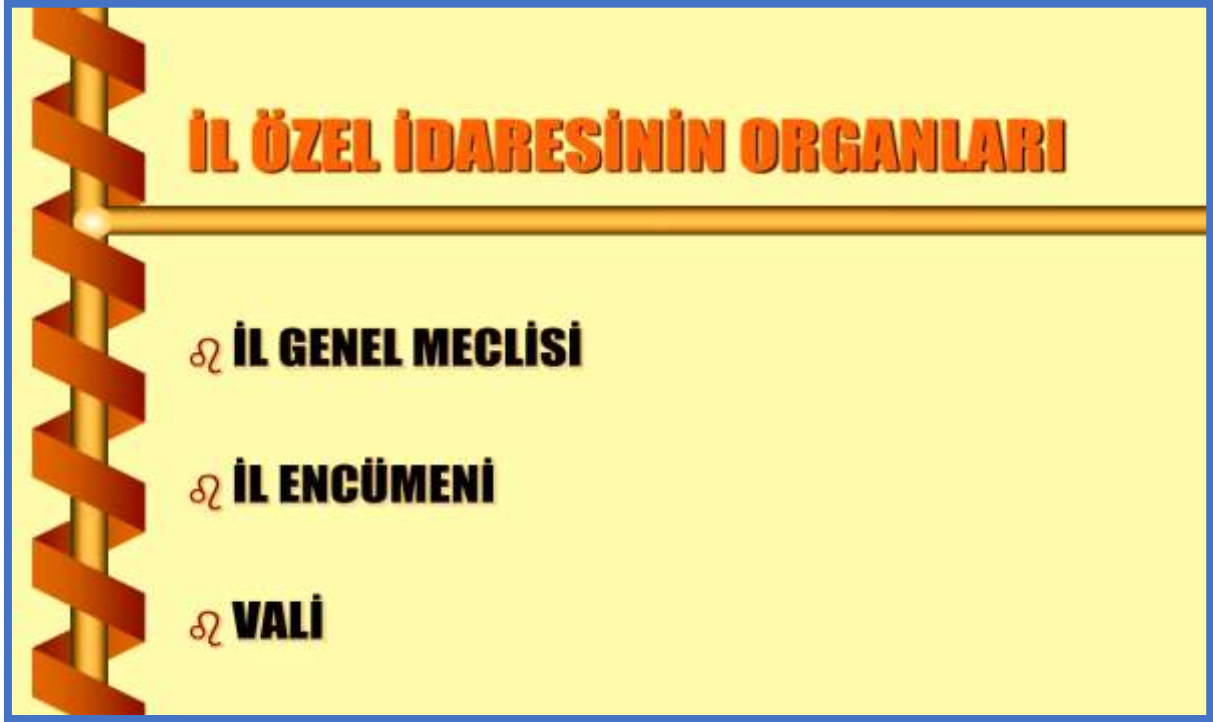 İL ÖZEL İDARESİNİN ORGANLARI
♌ İL GENEL MECLİSİ
♌ İL ENCÜMENİ
♌ VALİ